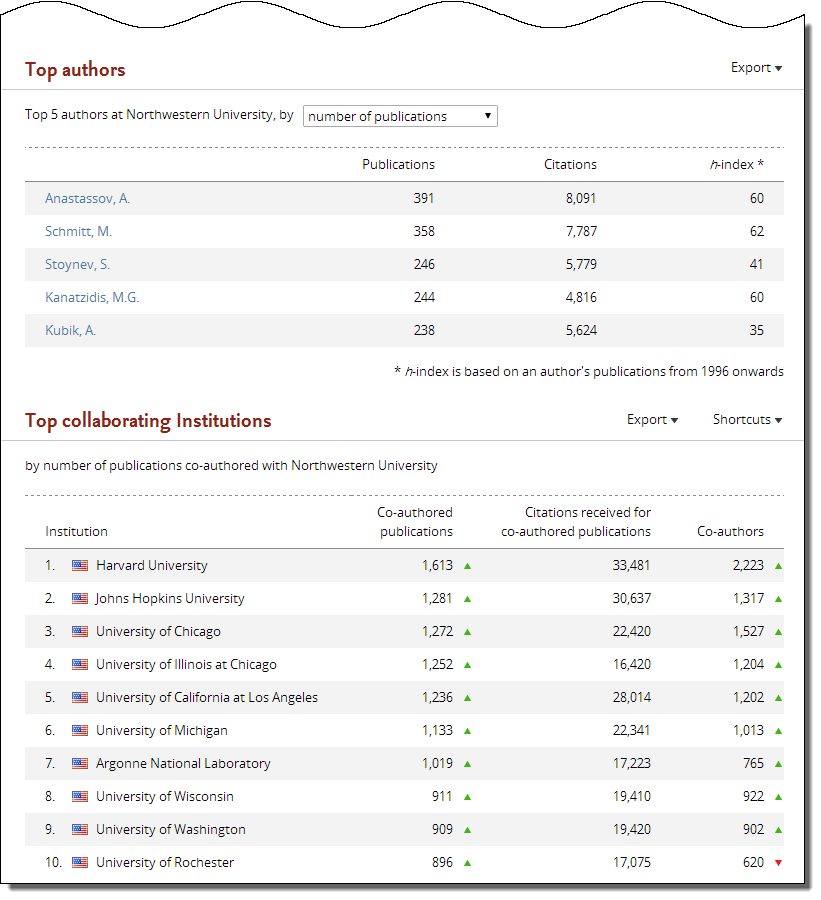 Top authors Export ▼
Top 5 authors at Northwestern University, by number of publications ▼
Publications Citations h-index *
Anastassov, A. 391 8,091 60
Schmitt, M. 358 7,787 62
Stoynev, S. 246 5,779 41
Kanatzidis, M.G. 244 4,816 60
Kubik, A. 238 5,624 35
* h-index is based on an author's publications from 1996 onwards
Top collaborating Institutions Export ▼ Shortcuts ▼
by number of publications co-authored with Northwestern University
Co-authored Citations received for
Institution publications co-authored publications Co-authors
1. Harvard University 1,613 ▲ 33,481 2,223 ▲
2. Johns Hopkins University 1,281 ▲ 30,637 1,317 ▲
3. University of Chicago 1,272 ▲ 22,420 1,527 ▲
4. University of Illinois at Chicago 1,252 ▲ 16,420 1,204 ▲
5. University of California at Los Angeles 1,236 ▲ 28,014 1,202 ▲
6. University of Michigan 1,133 ▲ 22,341 1,013 ▲
7. Argonne National Laboratory 1,019 ▲ 17,223 765 ▲
8. University of Wisconsin 911 ▲ 19,410 922 ▲
9. University of Washington 909 ▲ 19,420 902 ▲
10. University of Rochester 896 ▲ 17,075 620 ▼